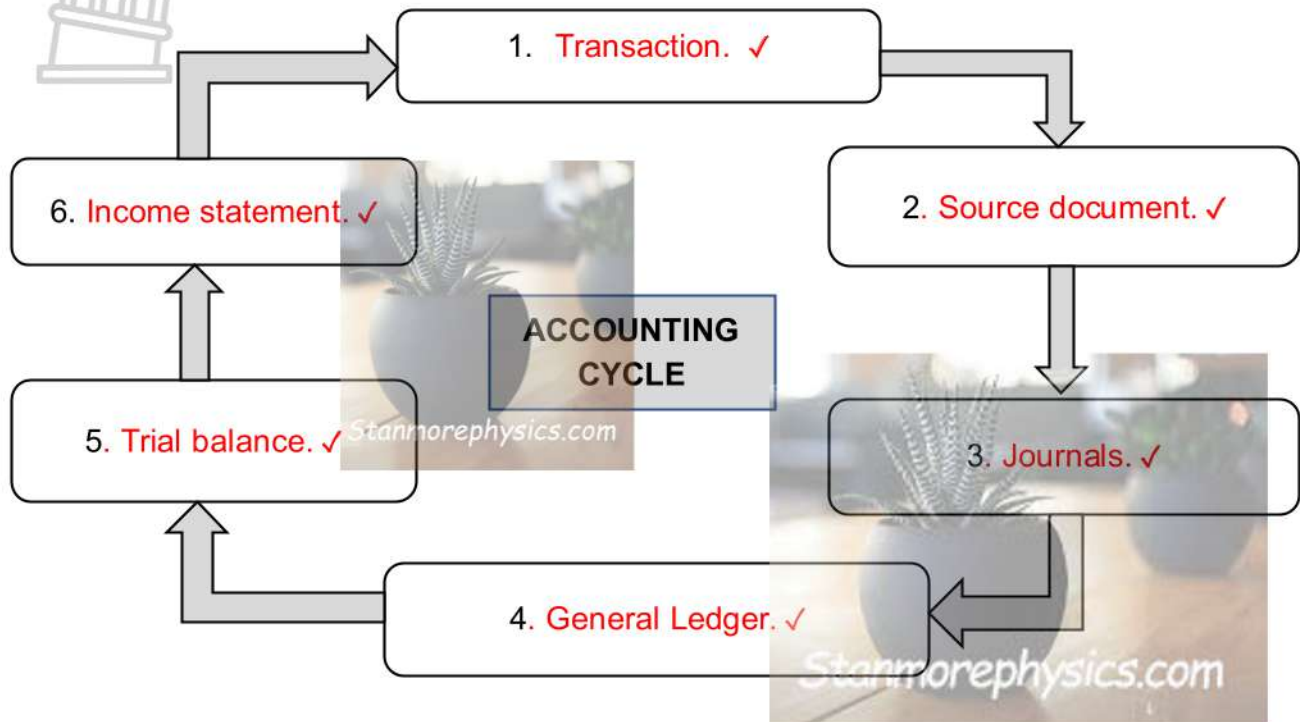 1. Transaction. ✓
2. Source document. ✓
3. Journals. ✓
4. General Ledger. ✓
5. Trial balance. ✓
6. Income statement. ✓
ACCOUNTING
CYCLE
Stanmorephysics.com
Stanmorephysics.com